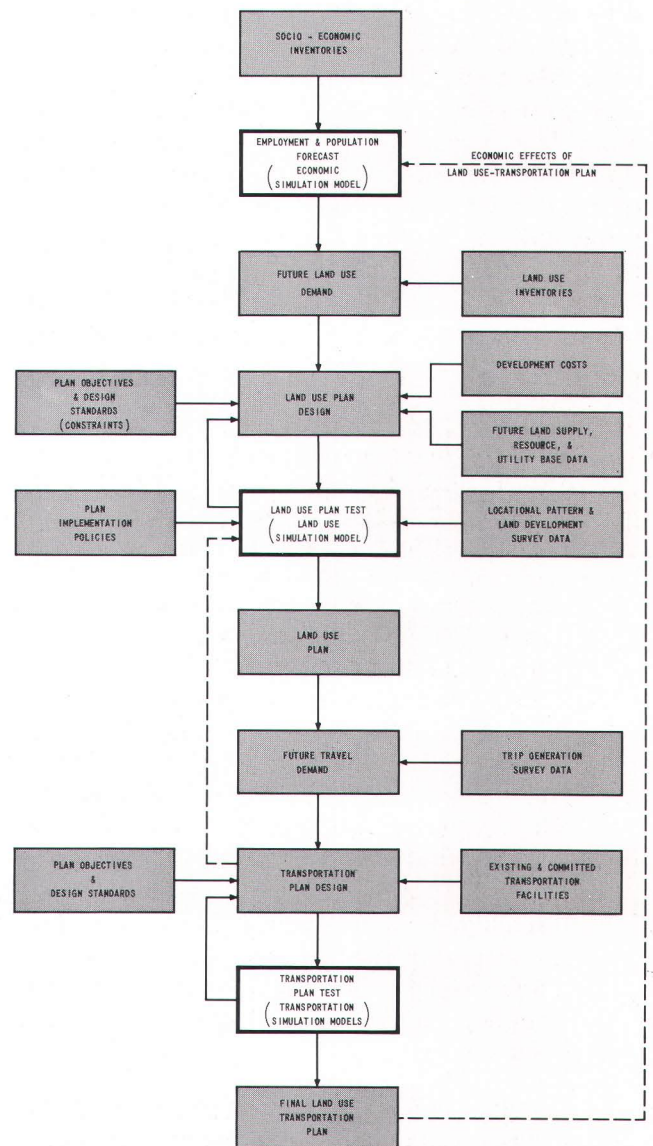 SOCIO - ECONOMIC
INVENTORIES
EMPLOYMENT & POPULATION
FORECAST
ECONOMIC
(SIMULATION MODEL)
ECONOMIC EFFECTS OF
LAND USE-TRANSPORTATION PLAN
FUTURE LAND USE
DEMAND
LAND USE
INVENTORIES
DEVELOPMENT COSTS
PLAN OBJECTIVES
& DESIGN
STANDARDS
(CONSTRAINTS)
LAND USE PLAN
DESIGN
FUTURE LAND SUPPLY,
RESOURCE, &
UTILITY BASE DATA
PLAN
IMPLEMENTATION
POLICIES
LAND USE PLAN TEST
(LAND USE
SIMULATION MODEL)
LOCATIONAL PATTERN &
LAND DEVELOPMENT
SURVEY DATA
LAND USE
PLAN
FUTURE TRAVEL
DEMAND
TRIP GENERATION
SURVEY DATA
PLAN OBJECTIVES
&
DESIGN STANDARDS
TRANSPORTATION
PLAN DESIGN
EXISTING & COMMITTED
TRANSPORTATION
FACILITIES
TRANSPORTATION
PLAN TEST
(TRANSPORTATION
SIMULATION MODELS)
FINAL LAND USE
TRANSPORTATION
PLAN